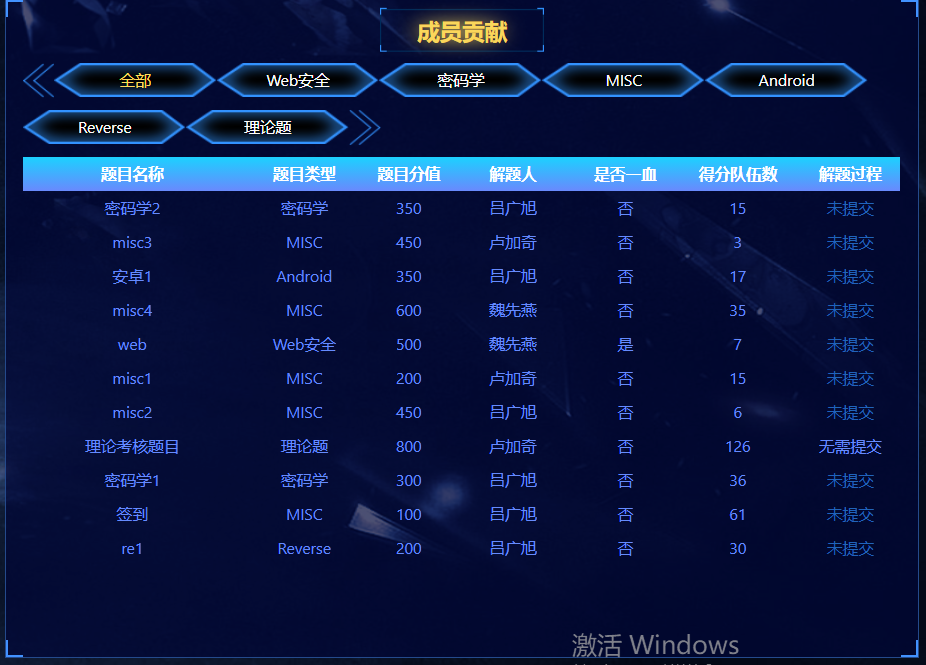 成员贡献
全部 Web安全 密码学 MISC Android
Reverse 理论题
题目名称 题目类型 题目分值 解题人 是否一血 得分队伍数 解题过程
密码学2 密码学 350 吕广旭 否 15 未提交
misc3 MISC 450 卢加奇 否 3 未提交
安卓1 Android 350 吕广旭 否 17 未提交
misc4 MISC 600 魏先燕 否 35 未提交
web Web安全 500 魏先燕 是 7 未提交
misc1 MISC 200 卢加奇 否 15 未提交
misc2 MISC 450 吕广旭 否 6 未提交
理论考核题目 理论题 800 卢加奇 否 126 无需提交
密码学1 密码学 300 吕广旭 否 36 未提交
签到 MISC 100 吕广旭 否 61 未提交
re1 Reverse 200 吕广旭 否 30 未提交
激活 Windows